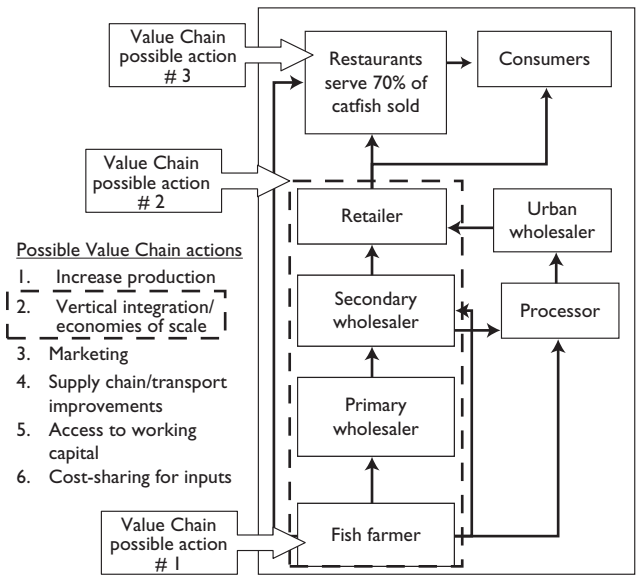 Value Chain
possible action
# 3
Restaurants
serve 70% of
catfish sold
Consumers
Value Chain
possible action
# 2
Retailer
Urban
wholesaler
Possible Value Chain actions
1. Increase production
2. Vertical integration/
economies of scale
3. Marketing
4. Supply chain/transport
improvements
5. Access to working
capital
6. Cost-sharing for inputs
Secondary
wholesaler
Processor
Primary
wholesaler
Value Chain
possible action
# 1
Fish farmer